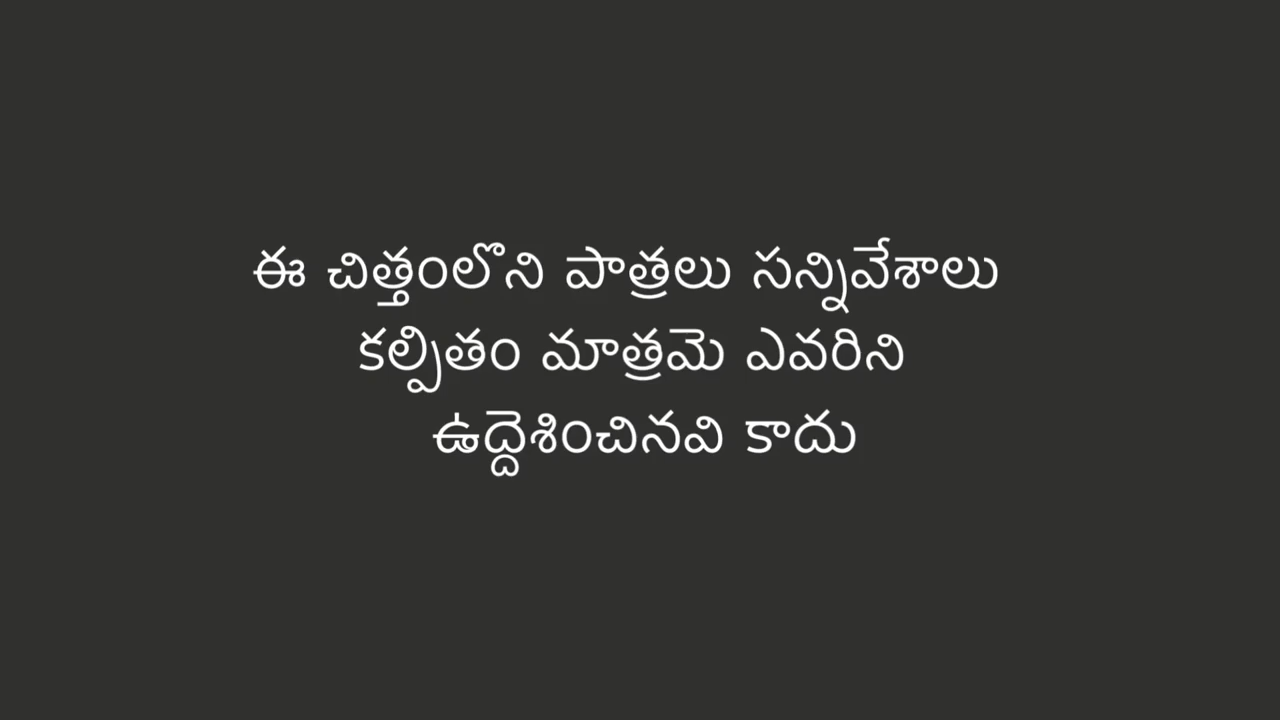 ఈ చిత్తంలొని పాత్రలు సన్నివేశాలు
కల్పితం మాత్రమె ఎవరిని
ఉద్దెశించినవి కాదు